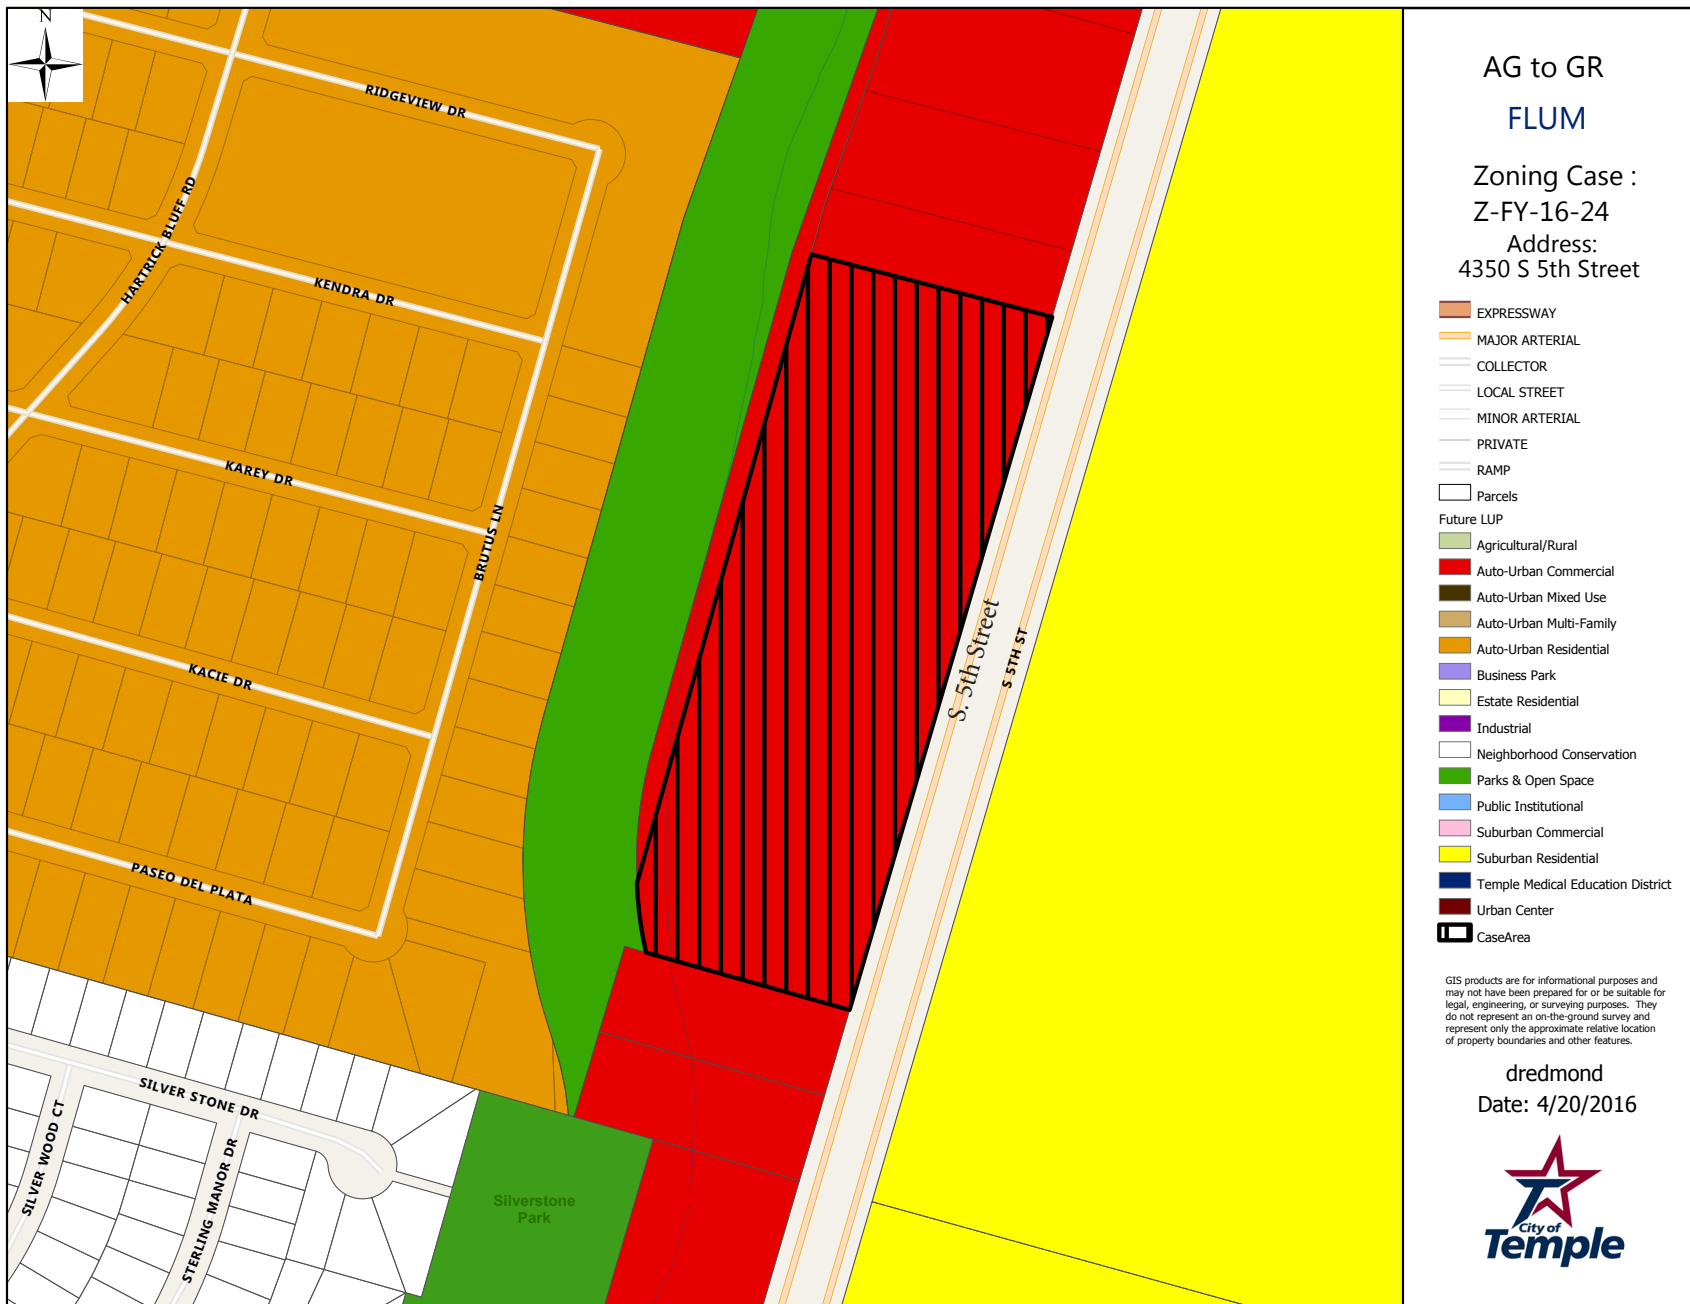 N
RIDGEVIEW DR
HARTRICK BLUFF RD
KENDRA DR
KAREY DR
BRUTUS LN
KACIE DR
PASEO DEL PLATA
S. 5th Street
S 5TH ST
SILVER STONE DR
SILVER WOOD CT
STERLING MANOR DR
Silverstone
Park
AG to GR
FLUM
Zoning Case :
Z-FY-16-24
Address:
4350 S 5th Street
EXPRESSWAY
MAJOR ARTERIAL
COLLECTOR
LOCAL STREET
MINOR ARTERIAL
PRIVATE
RAMP
Parcels
Future LUP
Agricultural/Rural
Auto-Urban Commercial
Auto-Urban Mixed Use
Auto-Urban Multi-Family
Auto-Urban Residential
Business Park
Estate Residential
Industrial
Neighborhood Conservation
Parks & Open Space
Public Institutional
Suburban Commercial
Suburban Residential
Temple Medical Education District
Urban Center
CaseArea
GIS products are for informational purposes and
may not have been prepared for or be suitable for
legal, engineering, or surveying purposes. They
do not represent an on-the-ground survey and
represent only the approximate relative location
of property boundaries and other features.
dredmond
Date: 4/20/2016
City of
Temple